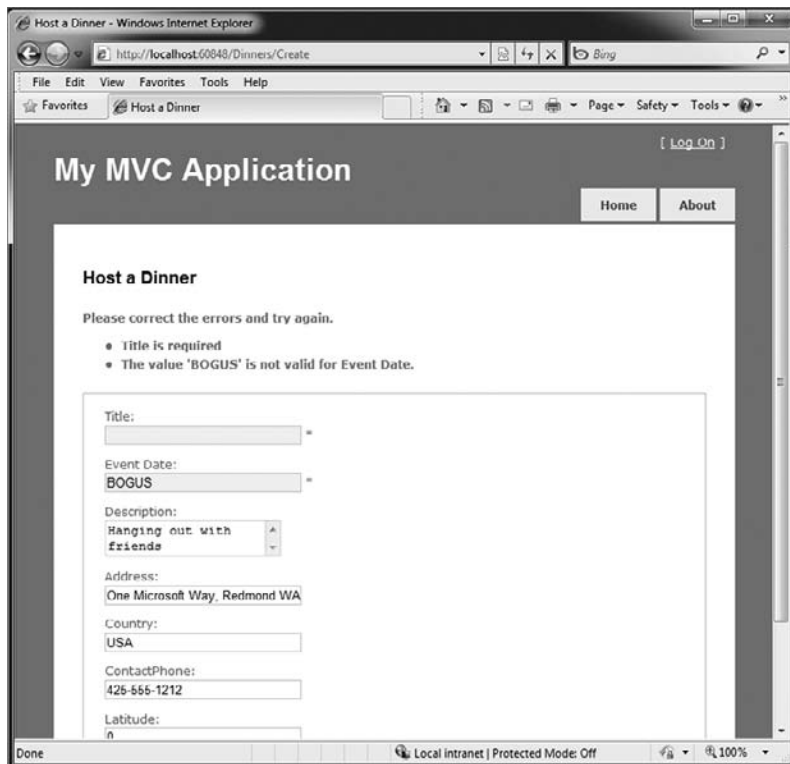 Host a Dinner - Windows Internet Explorer
http://localhost:60848/Dinners/Create
Bing
File Edit View Favorites Tools Help
Favorites
Host a Dinner
Page Safety Tools
[ Log On ]
My MVC Application
Home
About
Host a Dinner
Please correct the errors and try again.
• Title is required
• The value 'BOGUS' is not valid for Event Date.
Title:
*
Event Date:
BOGUS
*
Description:
Hanging out with
friends
Address:
One Microsoft Way, Redmond WA
Country:
USA
ContactPhone:
425-555-1212
Latitude:
0
Done
Local intranet | Protected Mode: Off
100%